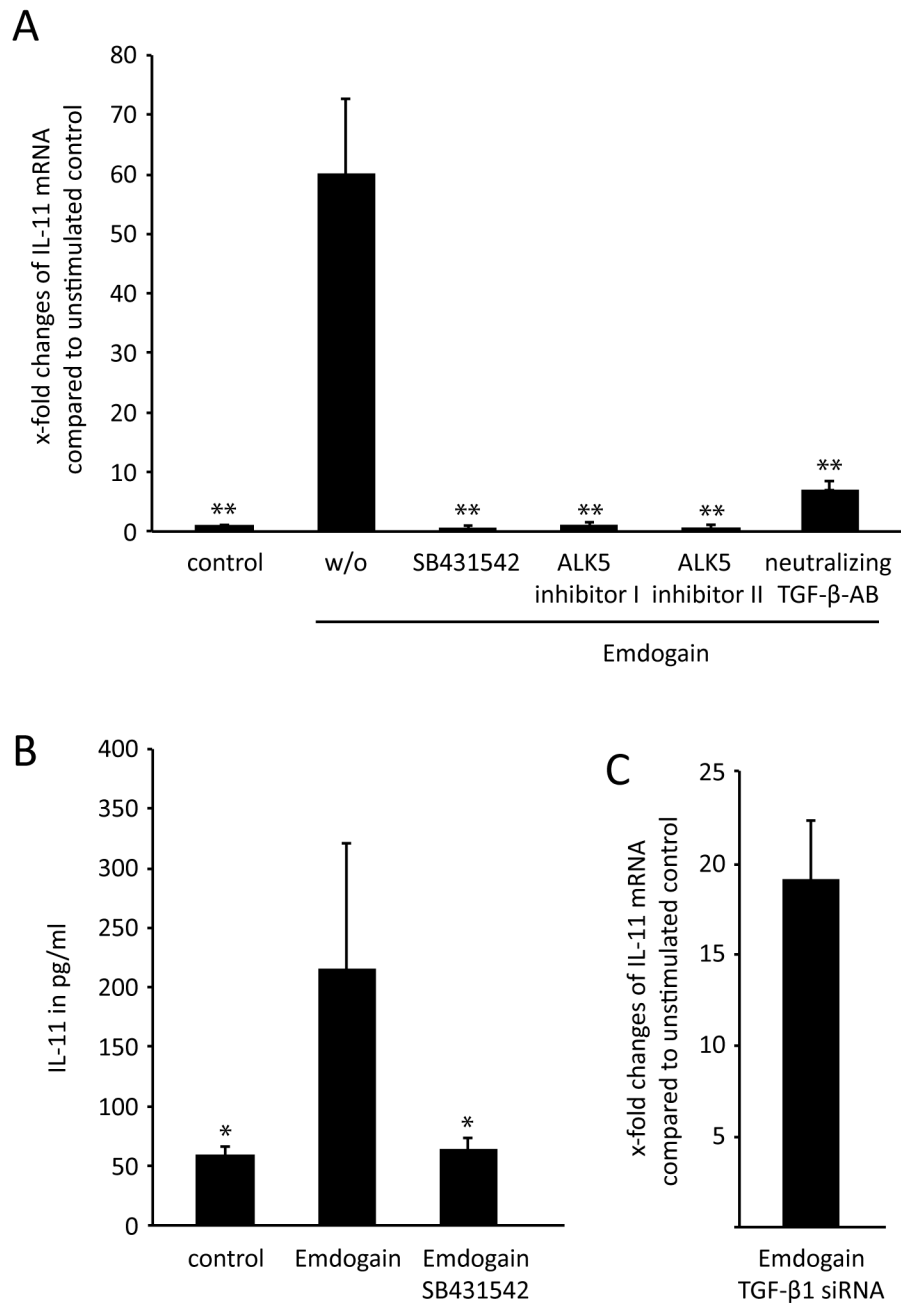 A
x-fold changes of IL-11 mRNA
compared to unstimulated control
80
70
60
50
40
30
20
10
0
**
**
**
**
**
control
w/o
SB431542
ALK5
inhibitor I
ALK5
inhibitor II
neutralizing
TGF-β-AB
Emdogain
B
IL-11 in pg/ml
400
350
300
250
200
150
100
50
0
*
*
control
Emdogain
Emdogain
SB431542
C
x-fold changes of IL-11 mRNA
compared to unstimulated control
25
20
15
10
5
Emdogain
TGF-β1 siRNA